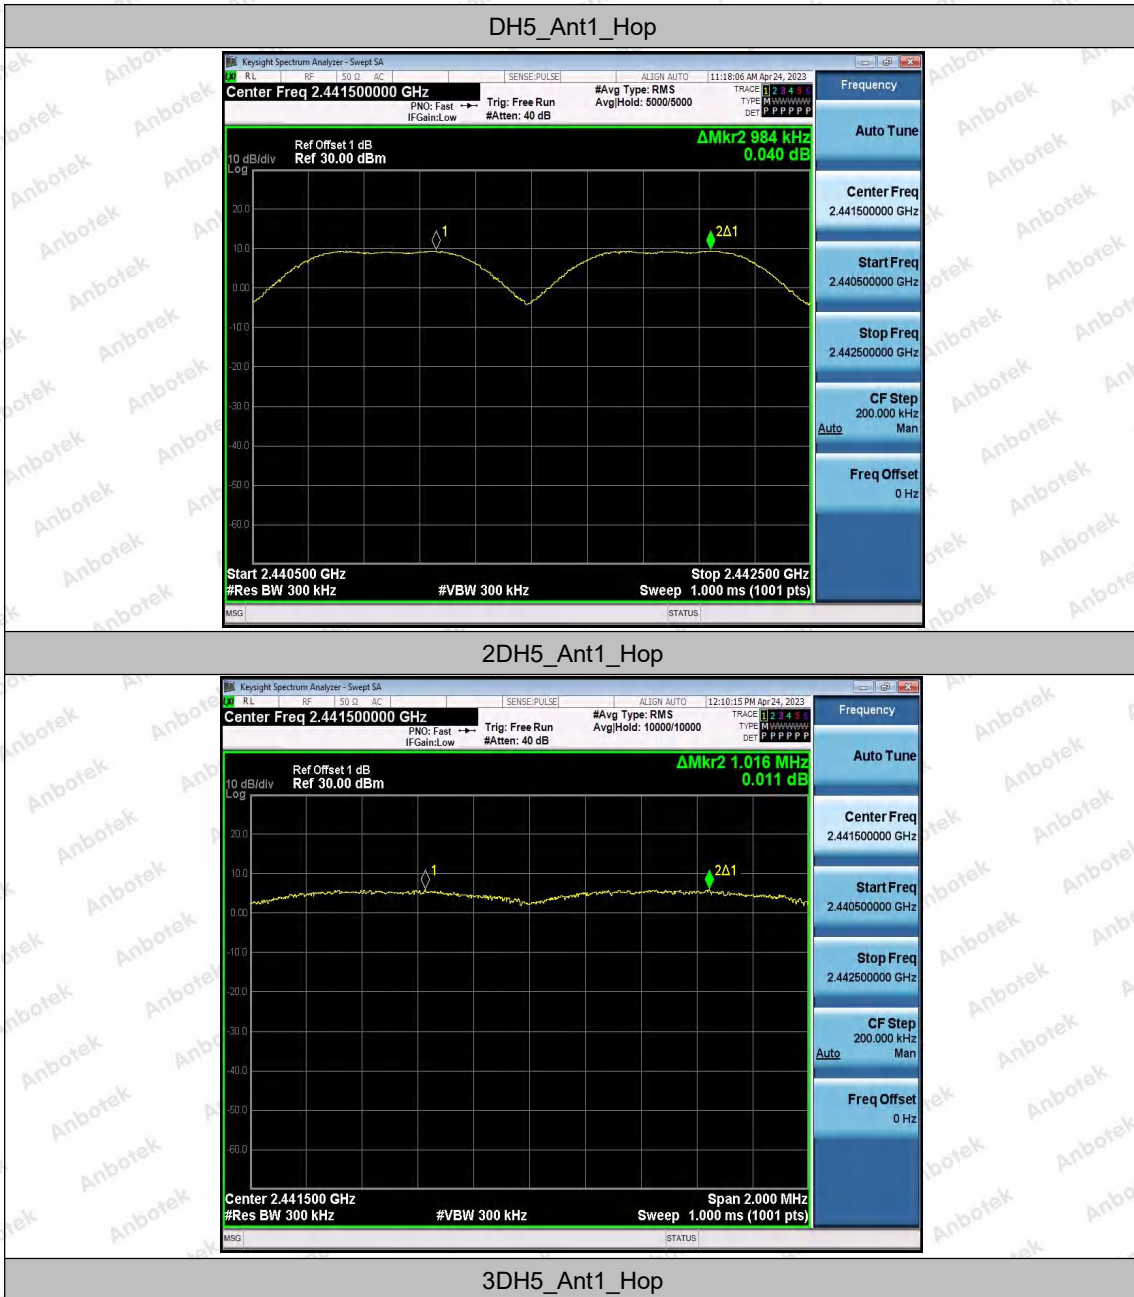 DH5_Ant1_Hop
Keysight Spectrum Analyzer - Swept SA
RL RF 50 Ω AC SENSE:PULSE ALIGN AUTO 11:18:06 AM Apr 24, 2023
Center Freq 2.441500000 GHz
PNO: Fast
IFGain:Low
Trig: Free Run
#Atten: 40 dB
#Avg Type: RMS
Avg|Hold: 5000/5000
TRACE 1 2 3 4 5 6
TYPE M W W W W W
DET P P P P P P
ΔMkr2 984 kHz
0.040 dB
Ref Offset 1 dB
10 dB/div Ref 30.00 dBm
Log
20.0
10.0
0.00
-10.0
-20.0
-30.0
-40.0
-50.0
-60.0
1
2Δ1
Start 2.440500 GHz Stop 2.442500 GHz
#Res BW 300 kHz #VBW 300 kHz Sweep 1.000 ms (1001 pts)
MSG STATUS
Frequency
Auto Tune
Center Freq
2.441500000 GHz
Start Freq
2.440500000 GHz
Stop Freq
2.442500000 GHz
CF Step
200.000 kHz
Auto Man
Freq Offset
0 Hz
2DH5_Ant1_Hop
Keysight Spectrum Analyzer - Swept SA
RL RF 50 Ω AC SENSE:PULSE ALIGN AUTO 12:10:15 PM Apr 24, 2023
Center Freq 2.441500000 GHz
PNO: Fast
IFGain:Low
Trig: Free Run
#Atten: 40 dB
#Avg Type: RMS
Avg|Hold: 10000/10000
TRACE 1 2 3 4 5 6
TYPE M W W W W W
DET P P P P P P
ΔMkr2 1.016 MHz
0.011 dB
Ref Offset 1 dB
10 dB/div Ref 30.00 dBm
Log
20.0
10.0
0.00
-10.0
-20.0
-30.0
-40.0
-50.0
-60.0
1
2Δ1
Center 2.441500 GHz Span 2.000 MHz
#Res BW 300 kHz #VBW 300 kHz Sweep 1.000 ms (1001 pts)
MSG STATUS
Frequency
Auto Tune
Center Freq
2.441500000 GHz
Start Freq
2.440500000 GHz
Stop Freq
2.442500000 GHz
CF Step
200.000 kHz
Auto Man
Freq Offset
0 Hz
3DH5_Ant1_Hop
Anbotek